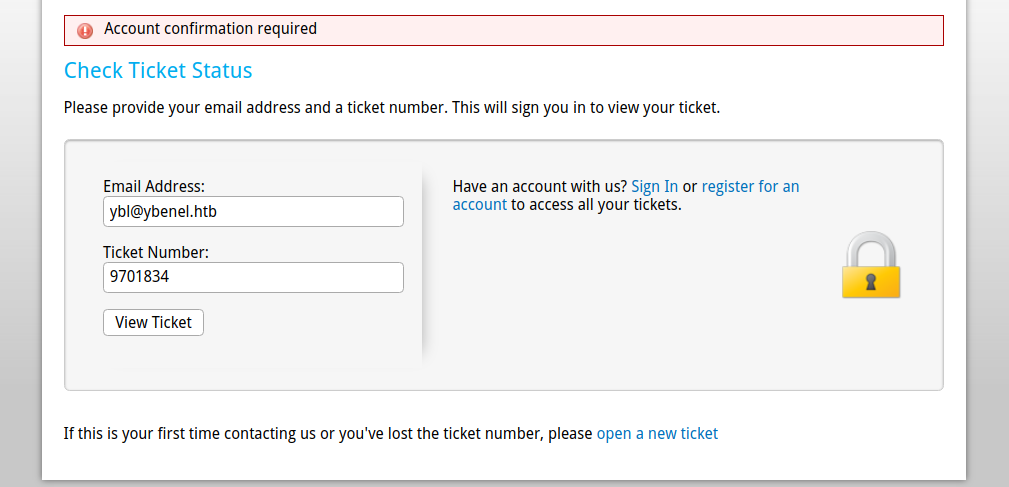 Account confirmation required
Check Ticket Status
Please provide your email address and a ticket number. This will sign you in to view your ticket.
Email Address:
ybl@ybenel.htb
Ticket Number:
9701834
View Ticket
Have an account with us? Sign In or register for an
account to access all your tickets.
If this is your first time contacting us or you've lost the ticket number, please open a new ticket